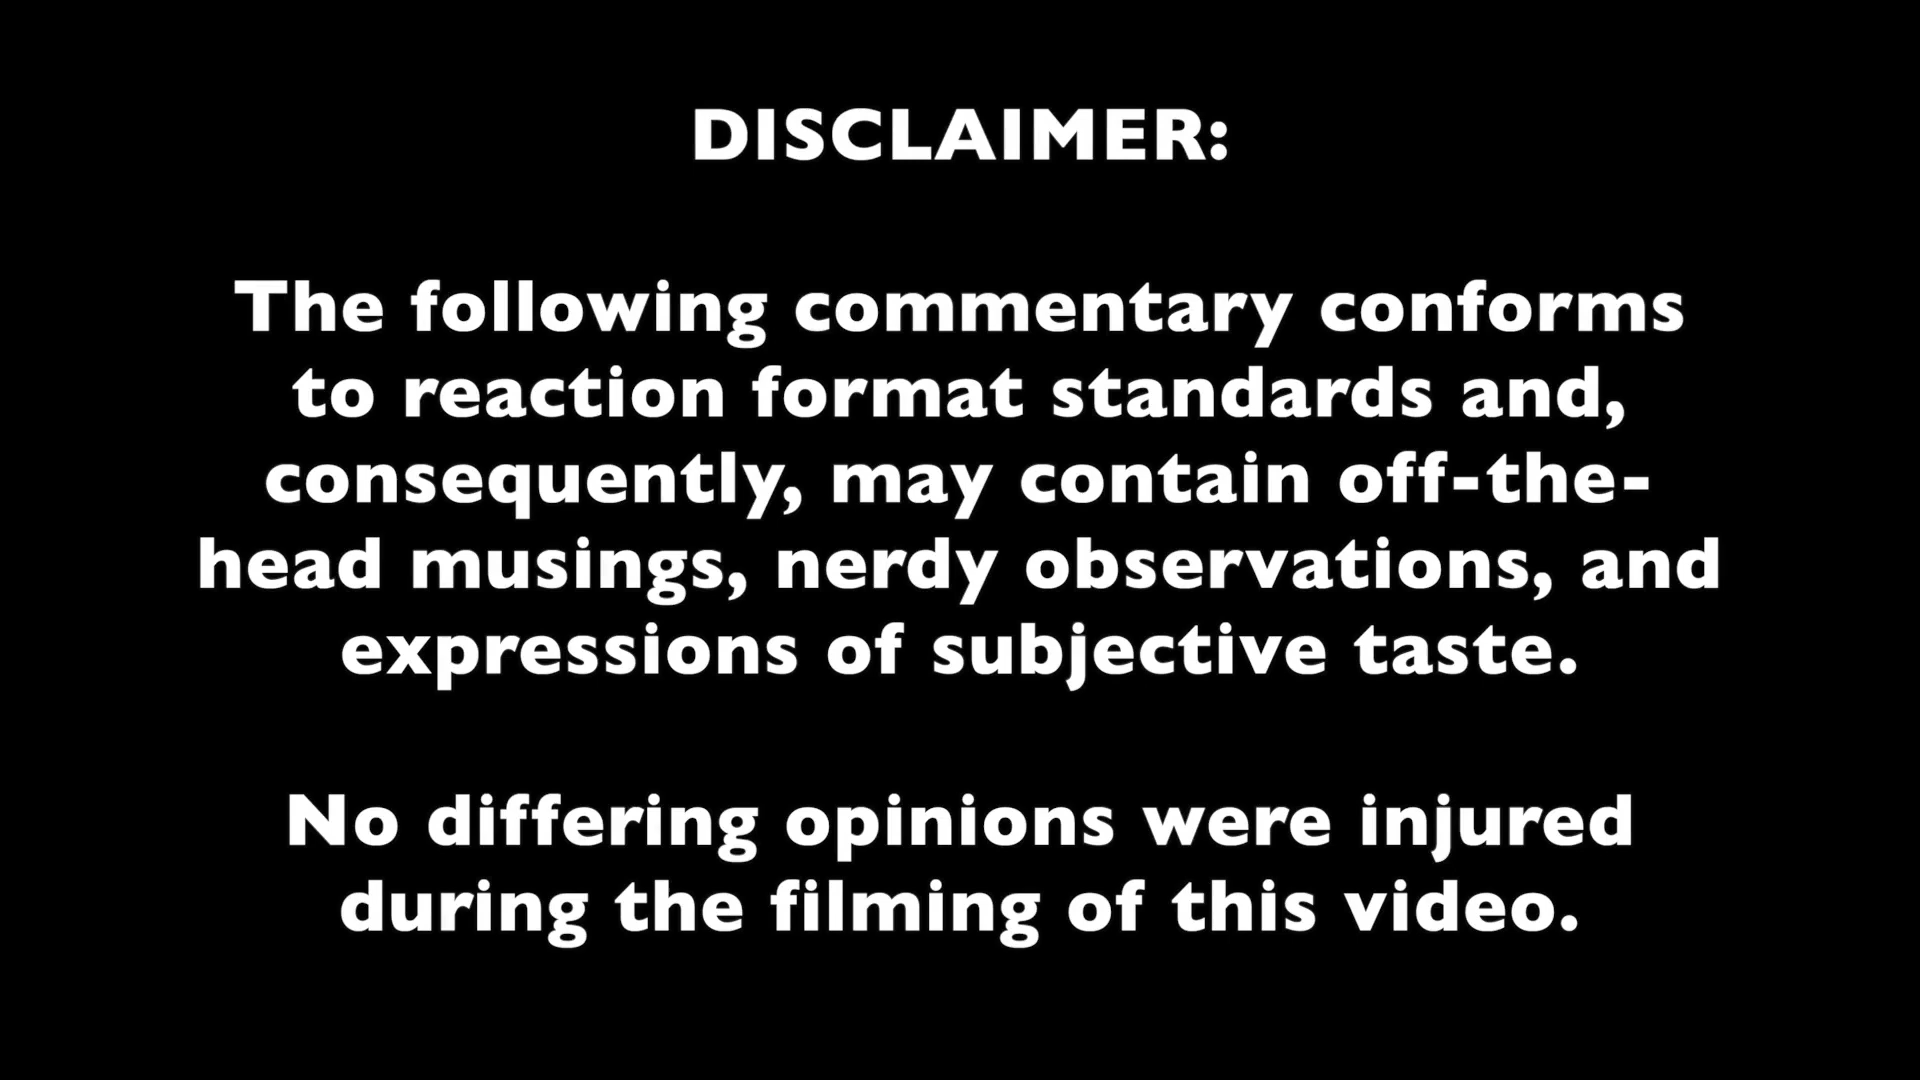 DISCLAIMER:
The following commentary conforms
to reaction format standards and,
consequently, may contain off-the-
head musings, nerdy observations, and
expressions of subjective taste.
No differing opinions were injured
during the filming of this video.